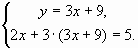 y = 3x + 9,
2x + 3·(3x + 9) = 5.